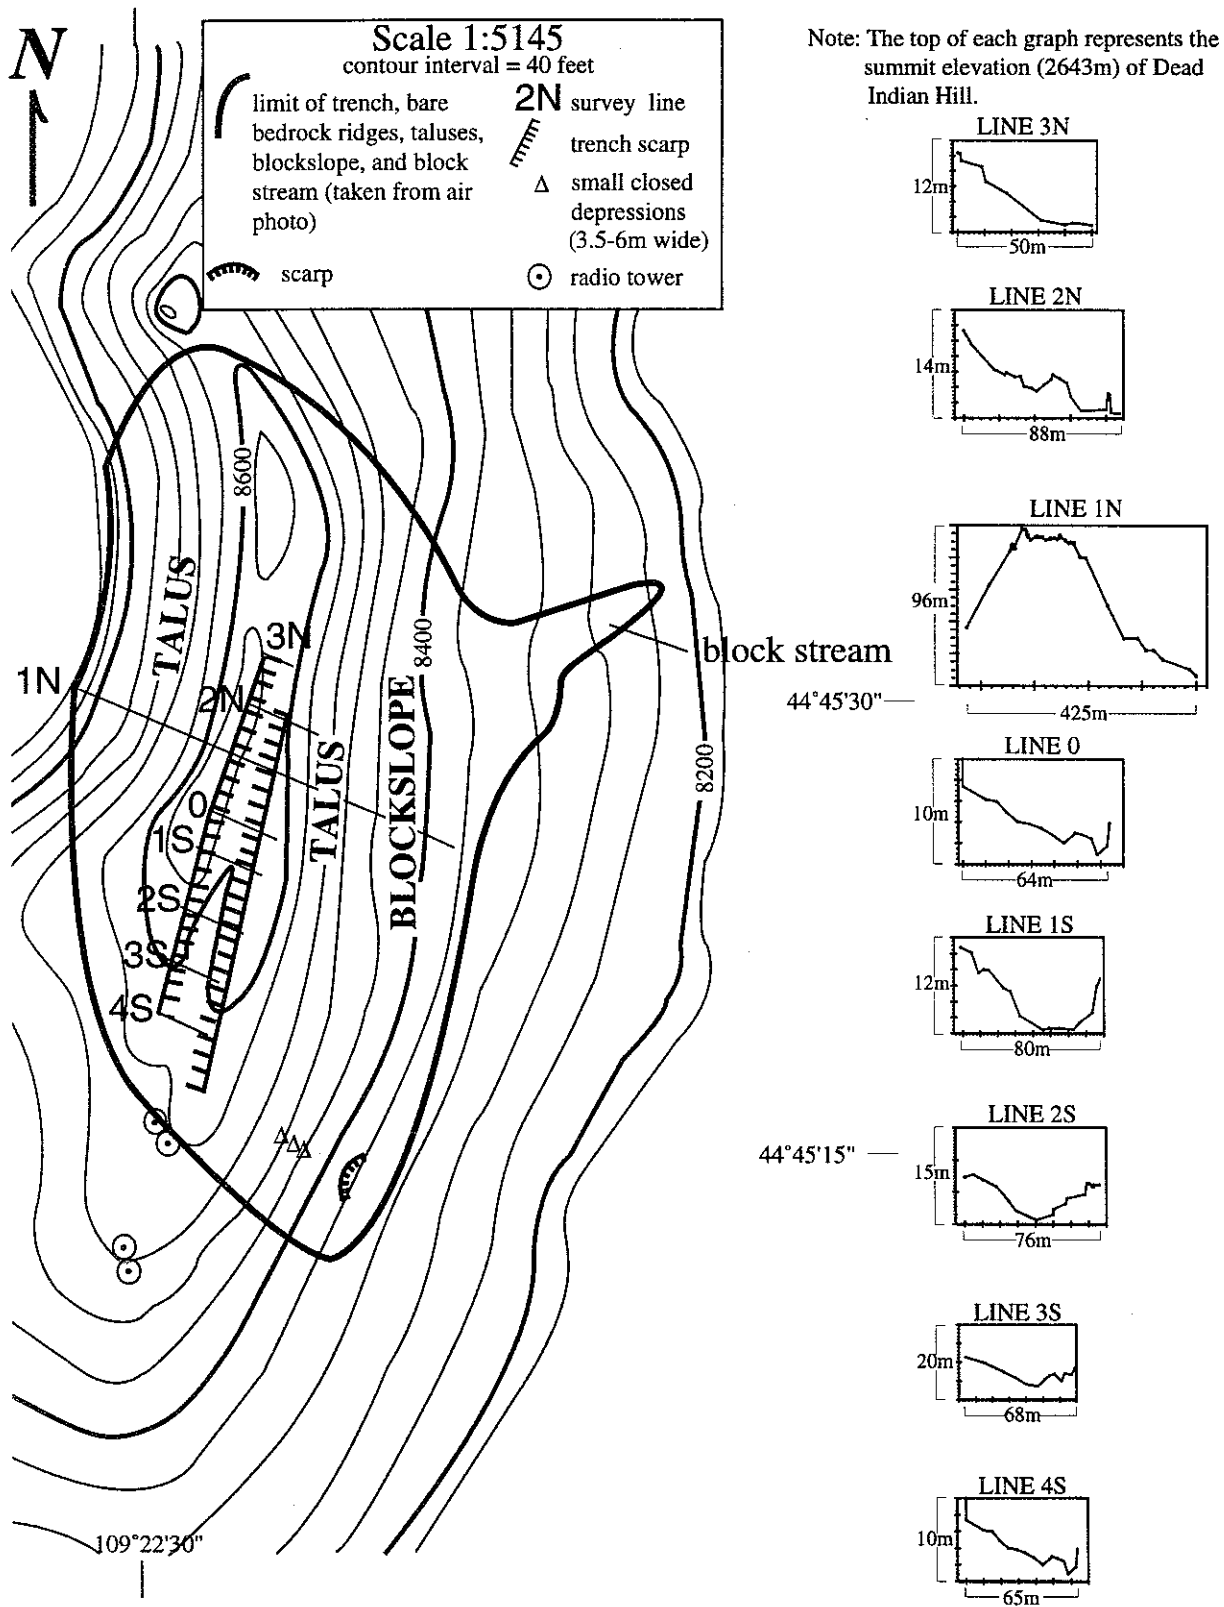 N
Scale 1:5145
contour interval = 40 feet
limit of trench, bare
bedrock ridges, taluses,
blockslope, and block
stream (taken from air
photo)
scarp
2N survey line
trench scarp
small closed
depressions
(3.5-6m wide)
radio tower
Note: The top of each graph represents the
summit elevation (2643m) of Dead
Indian Hill.
8600
TALUS
3N
8400
block stream
1N
2N
BLOCKSLOPE
TALUS
8200
0
1S
2S
3S
4S
109°22'30"
LINE 3N
12m
50m
LINE 2N
14m
88m
LINE 1N
96m
44°45'30"
425m
LINE 0
10m
64m
LINE 1S
12m
80m
LINE 2S
44°45'15"
15m
76m
LINE 3S
20m
68m
LINE 4S
10m
65m